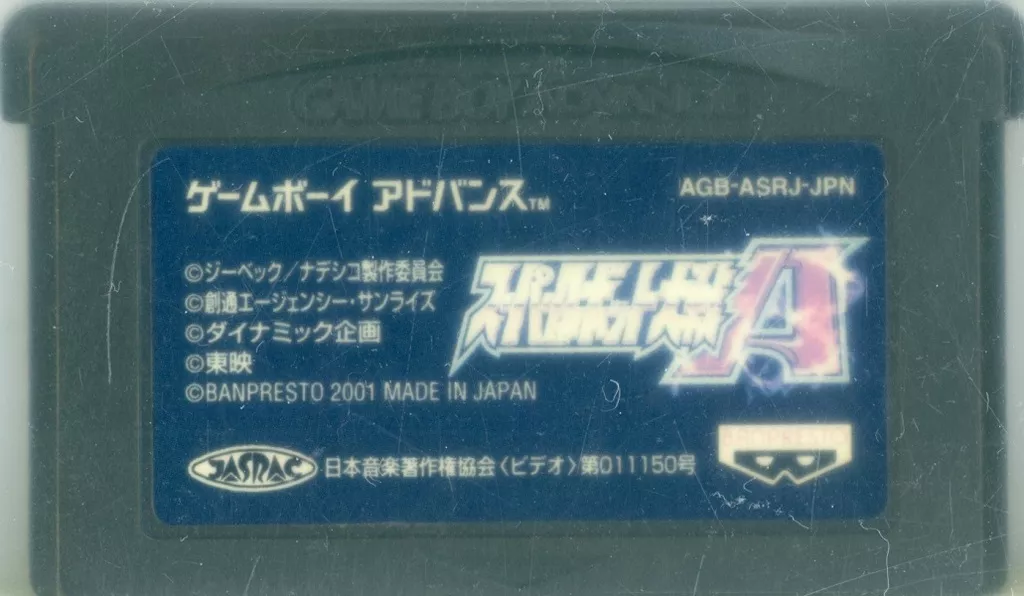 GAME BOY ADVANCE
ゲームボーイ アドバンス™
AGB-ASRJ-JPN
©ジーベック/ナデシコ製作委員会
©創通エージェンシー・サンライズ
©ダイナミック企画
©東映
©BANPRESTO 2001 MADE IN JAPAN
A
BANPRESTO
JASRAC
日本音楽著作権協会〈ビデオ〉第011150号